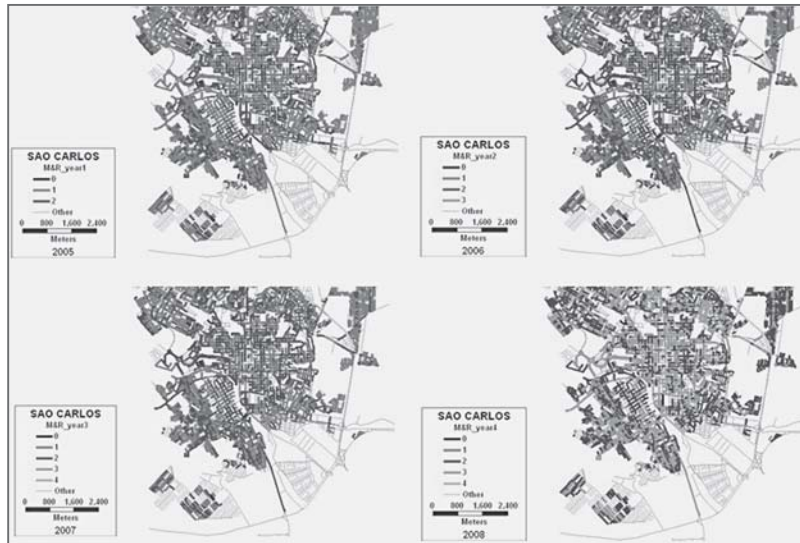 SAO CARLOS
M&R_year1
0
1
2
Other
0 800 1,600 2,400
Meters
2005
SAO CARLOS
M&R_year2
0
1
2
3
Other
0 800 1,600 2,400
Meters
2006
SAO CARLOS
M&R_year3
0
1
2
3
4
Other
0 800 1,600 2,400
Meters
2007
SAO CARLOS
M&R_year4
0
1
2
3
4
Other
0 800 1,600 2,400
Meters
2008